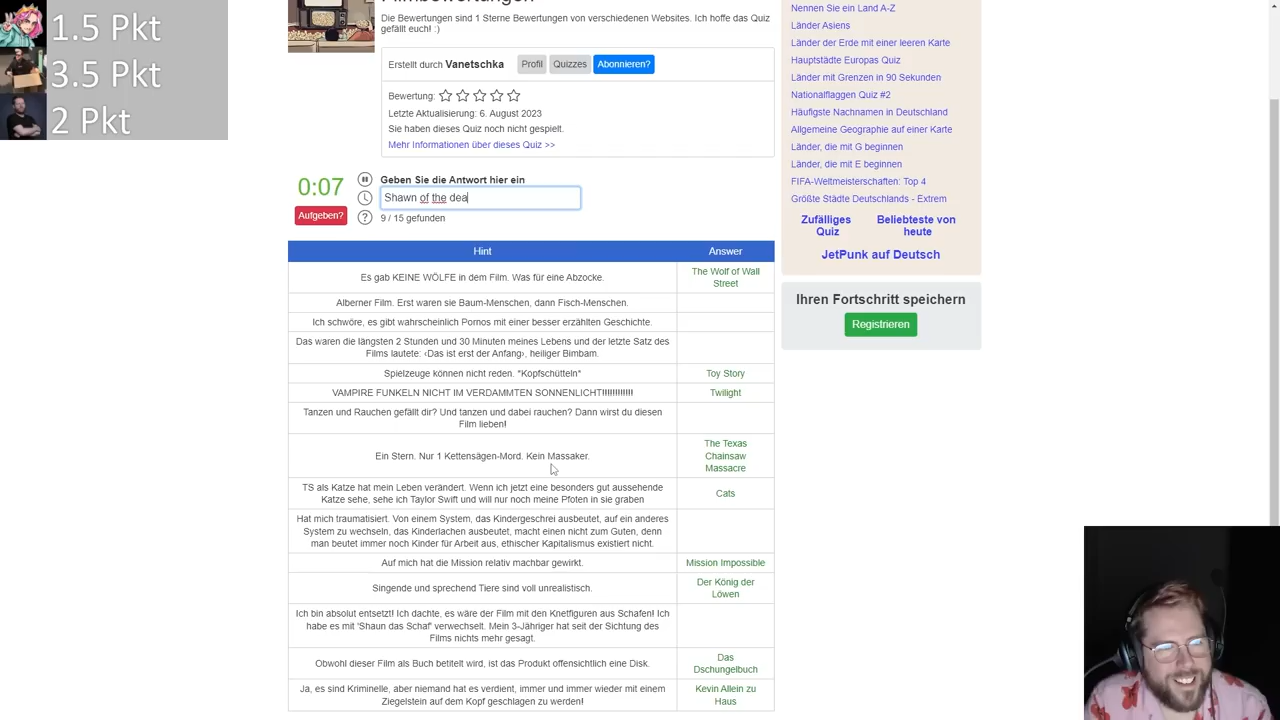 1.5 Pkt
3.5 Pkt
2 Pkt
Die Bewertungen sind 1 Sterne Bewertungen von verschiedenen Websites. Ich hoffe das Quiz
gefällt euch! :)
Erstellt durch Vanetschka Profil Quizzes Abonnieren?
Bewertung:
Letzte Aktualisierung: 6. August 2023
Sie haben dieses Quiz noch nicht gespielt.
Mehr Informationen über dieses Quiz >>
0:07
Aufgeben?
Geben Sie die Antwort hier ein
Shawn of the dea
9 / 15 gefunden
Hint Answer
Es gab KEINE WÖLFE in dem Film. Was für eine Abzocke.
The Wolf of Wall
Street
Alberner Film. Erst waren sie Baum-Menschen, dann Fisch-Menschen.
Ich schwöre, es gibt wahrscheinlich Pornos mit einer besser erzählten Geschichte.
Das waren die längsten 2 Stunden und 30 Minuten meines Lebens und der letzte Satz des
Films lautete: ‹Das ist erst der Anfang›, heiliger Bimbam.
Spielzeuge können nicht reden. "Kopfschütteln"
Toy Story
VAMPIRE FUNKELN NICHT IM VERDAMMTEN SONNENLICHT!!!!!!!!!!!!
Twilight
Tanzen und Rauchen gefällt dir? Und tanzen und dabei rauchen? Dann wirst du diesen
Film lieben!
Ein Stern. Nur 1 Kettensägen-Mord. Kein Massaker.
The Texas
Chainsaw
Massacre
TS als Katze hat mein Leben verändert. Wenn ich jetzt eine besonders gut aussehende
Katze sehe, sehe ich Taylor Swift und will nur noch meine Pfoten in sie graben
Cats
Hat mich traumatisiert. Von einem System, das Kindergeschrei ausbeutet, auf ein anderes
System zu wechseln, das Kinderlachen ausbeutet, macht einen nicht zum Guten, denn
man beutet immer noch Kinder für Arbeit aus, ethischer Kapitalismus existiert nicht.
Auf mich hat die Mission relativ machbar gewirkt.
Mission Impossible
Singende und sprechend Tiere sind voll unrealistisch.
Der König der
Löwen
Ich bin absolut entsetzt! Ich dachte, es wäre der Film mit den Knetfiguren aus Schafen! Ich
habe es mit 'Shaun das Schaf' verwechselt. Mein 3-Jähriger hat seit der Sichtung des
Films nichts mehr gesagt.
Obwohl dieser Film als Buch betitelt wird, ist das Produkt offensichtlich eine Disk.
Das
Dschungelbuch
Ja, es sind Kriminelle, aber niemand hat es verdient, immer und immer wieder mit einem
Ziegelstein auf dem Kopf geschlagen zu werden!
Kevin Allein zu
Haus
Nennen Sie ein Land A-Z
Länder Asiens
Länder der Erde mit einer leeren Karte
Hauptstädte Europas Quiz
Länder mit Grenzen in 90 Sekunden
Nationalflaggen Quiz #2
Häufigste Nachnamen in Deutschland
Allgemeine Geographie auf einer Karte
Länder, die mit G beginnen
Länder, die mit E beginnen
FIFA-Weltmeisterschaften: Top 4
Größte Städte Deutschlands - Extrem
Zufälliges
Quiz
Beliebteste von
heute
JetPunk auf Deutsch
Ihren Fortschritt speichern
Registrieren